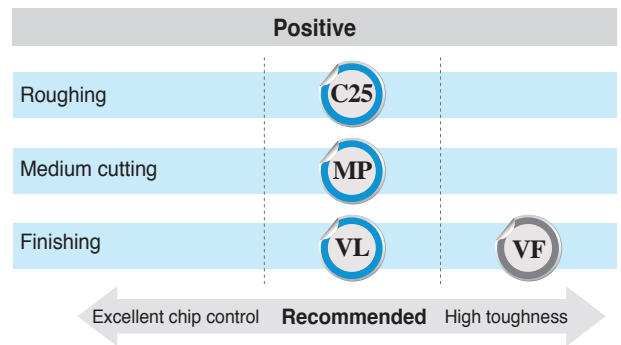 Positive
Roughing
C25
Medium cutting
MP
Finishing
VL
VF
Excellent chip control
Recommended
High toughness